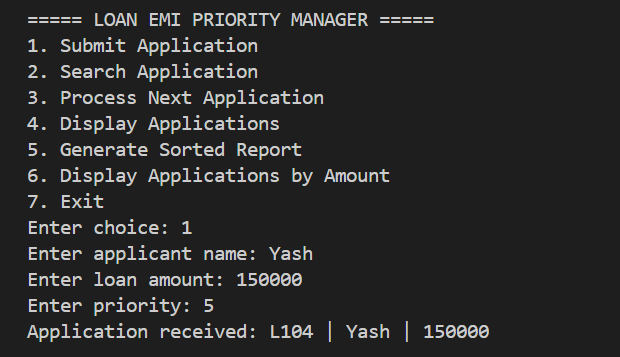 ===== LOAN EMI PRIORITY MANAGER =====
1. Submit Application
2. Search Application
3. Process Next Application
4. Display Applications
5. Generate Sorted Report
6. Display Applications by Amount
7. Exit
Enter choice: 1
Enter applicant name: Yash
Enter loan amount: 150000
Enter priority: 5
Application received: L104 | Yash | 150000